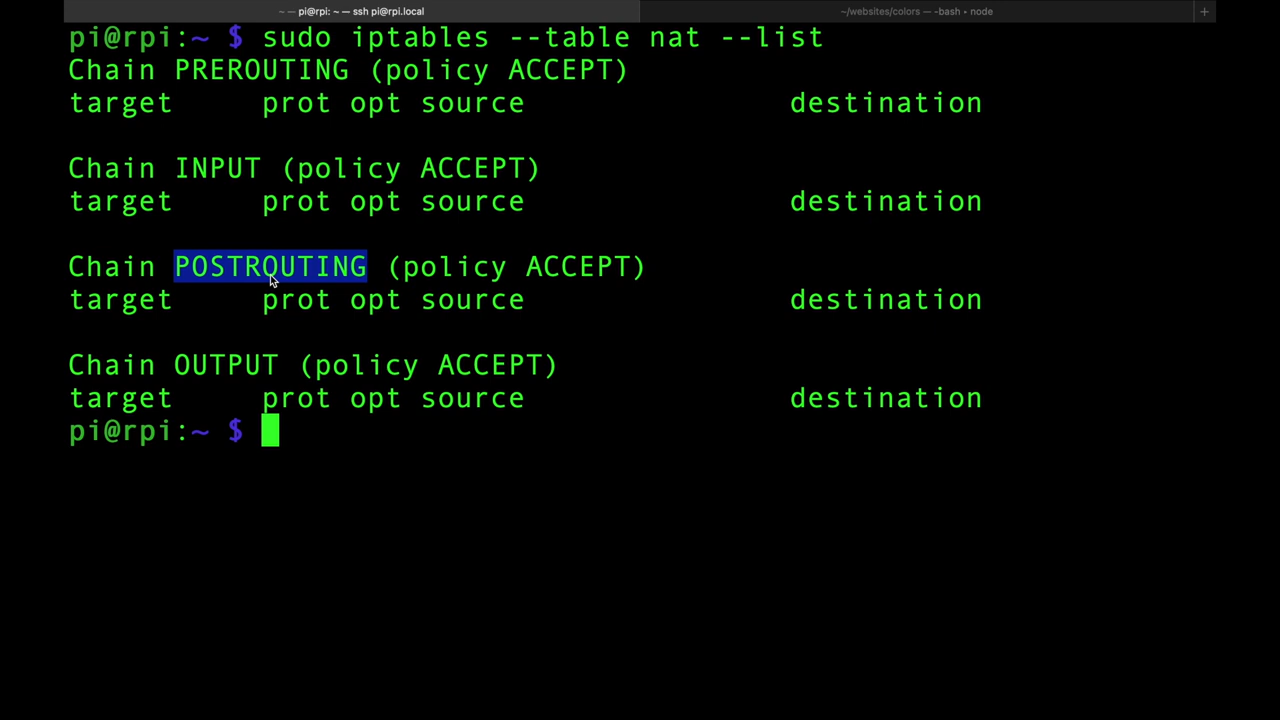 ~ — pi@rpi: ~ — ssh pi@rpi.local
~/websites/colors — -bash • node
+
pi@rpi:~ $ sudo iptables --table nat --list
Chain PREROUTING (policy ACCEPT)
target     prot opt source               destination
Chain INPUT (policy ACCEPT)
target     prot opt source               destination
Chain POSTROUTING (policy ACCEPT)
target     prot opt source               destination
Chain OUTPUT (policy ACCEPT)
target     prot opt source               destination
pi@rpi:~ $